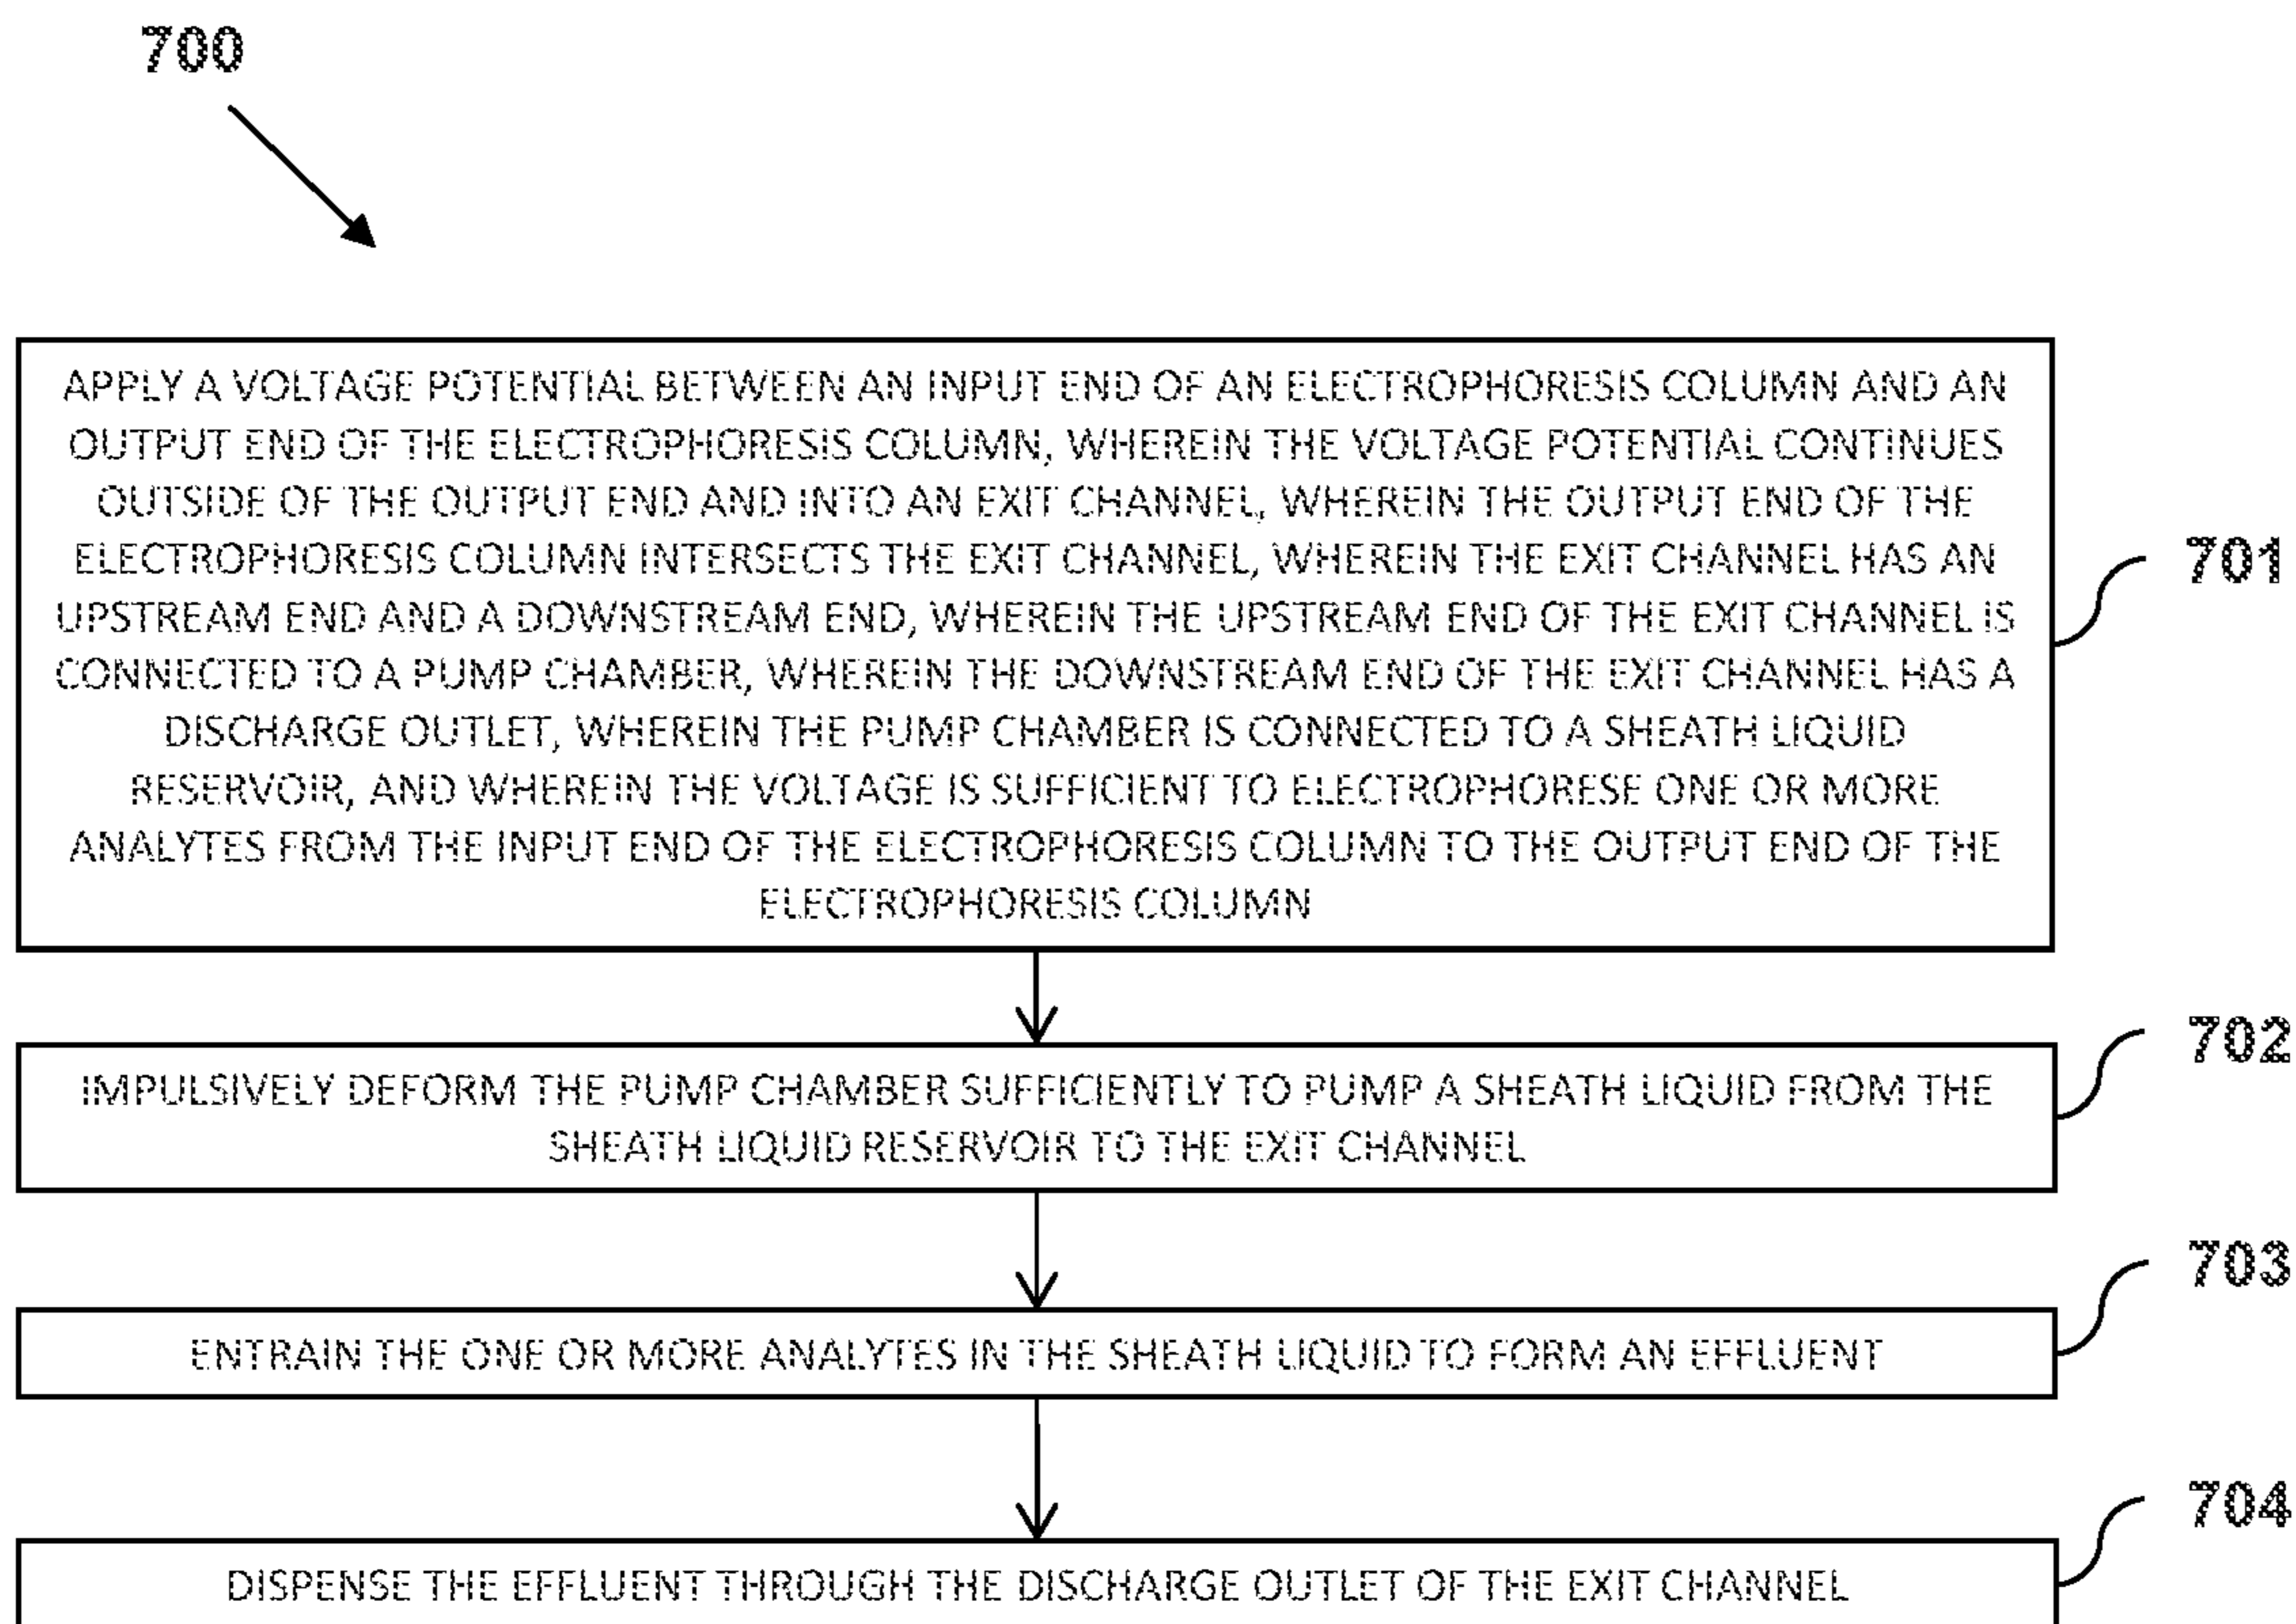 700
APPLY A VOLTAGE POTENTIAL BETWEEN AN INPUT END OF AN ELECTROPHORESIS COLUMN AND AN
OUTPUT END OF THE ELECTROPHORESIS COLUMN, WHEREIN THE VOLTAGE POTENTIAL CONTINUES
OUTSIDE OF THE OUTPUT END AND INTO AN EXIT CHANNEL, WHEREIN THE OUTPUT END OF THE
ELECTROPHORESIS COLUMN INTERSECTS THE EXIT CHANNEL, WHEREIN THE EXIT CHANNEL HAS AN
UPSTREAM END AND A DOWNSTREAM END, WHEREIN THE UPSTREAM END OF THE EXIT CHANNEL IS
CONNECTED TO A PUMP CHAMBER, WHEREIN THE DOWNSTREAM END OF THE EXIT CHANNEL HAS A
DISCHARGE OUTLET, WHEREIN THE PUMP CHAMBER IS CONNECTED TO A SHEATH LIQUID
RESERVOIR, AND WHEREIN THE VOLTAGE IS SUFFICIENT TO ELECTROPHORESE ONE OR MORE
ANALYTES FROM THE INPUT END OF THE ELECTROPHORESIS COLUMN TO THE OUTPUT END OF THE
ELECTROPHORESIS COLUMN
701
IMPULSIVELY DEFORM THE PUMP CHAMBER SUFFICIENTLY TO PUMP A SHEATH LIQUID FROM THE
SHEATH LIQUID RESERVOIR TO THE EXIT CHANNEL
702
ENTRAIN THE ONE OR MORE ANALYTES IN THE SHEATH LIQUID TO FORM AN EFFLUENT
703
DISPENSE THE EFFLUENT THROUGH THE DISCHARGE OUTLET OF THE EXIT CHANNEL
704